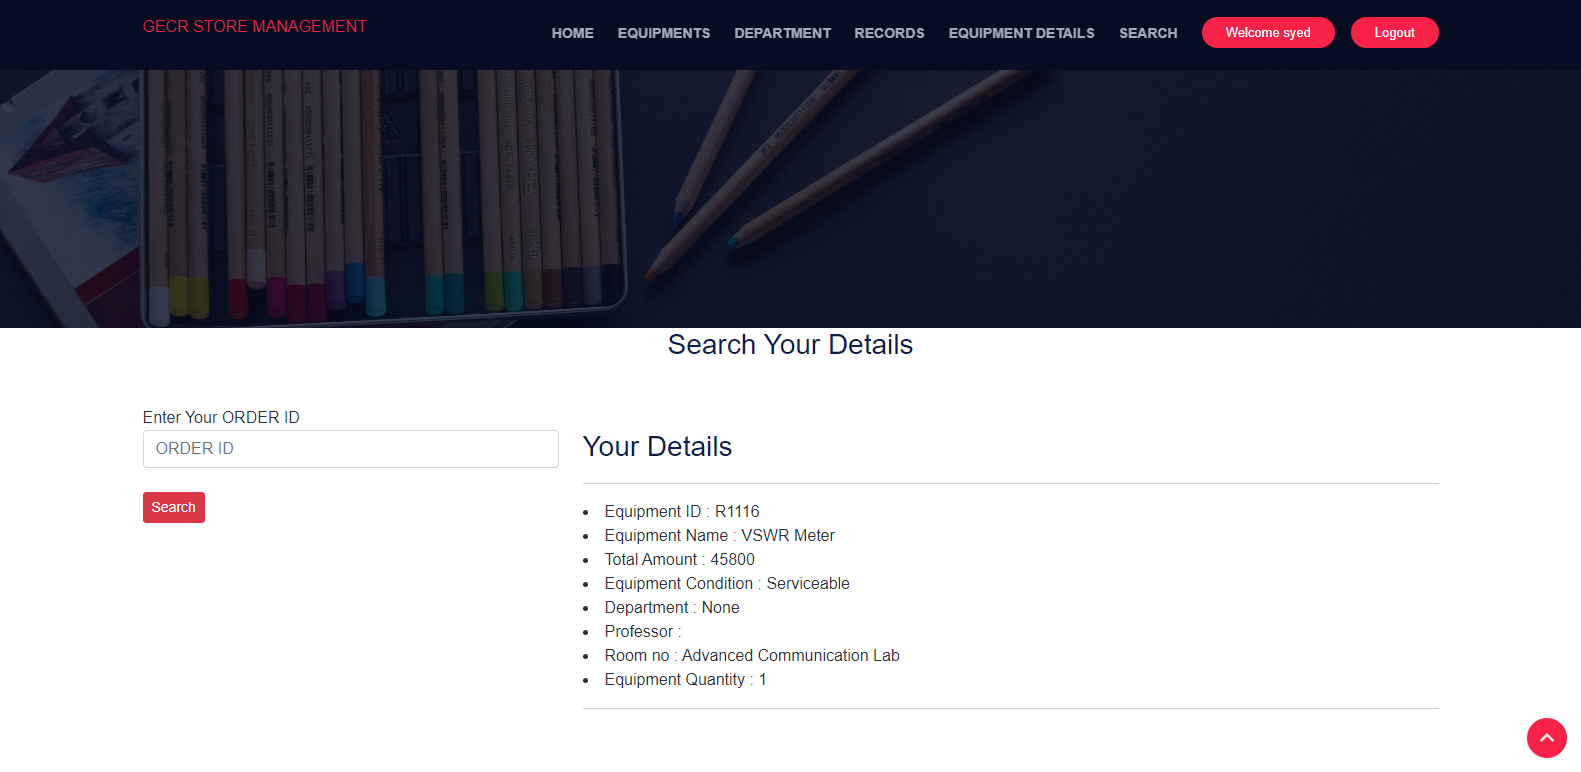 GECR STORE MANAGEMENT
HOME EQUIPMENTS DEPARTMENT RECORDS EQUIPMENT DETAILS SEARCH Welcome syed Logout
Search Your Details
Enter Your ORDER ID
ORDER ID
Search
Your Details
Equipment ID : R1116
Equipment Name : VSWR Meter
Total Amount : 45800
Equipment Condition : Serviceable
Department : None
Professor :
Room no : Advanced Communication Lab
Equipment Quantity : 1